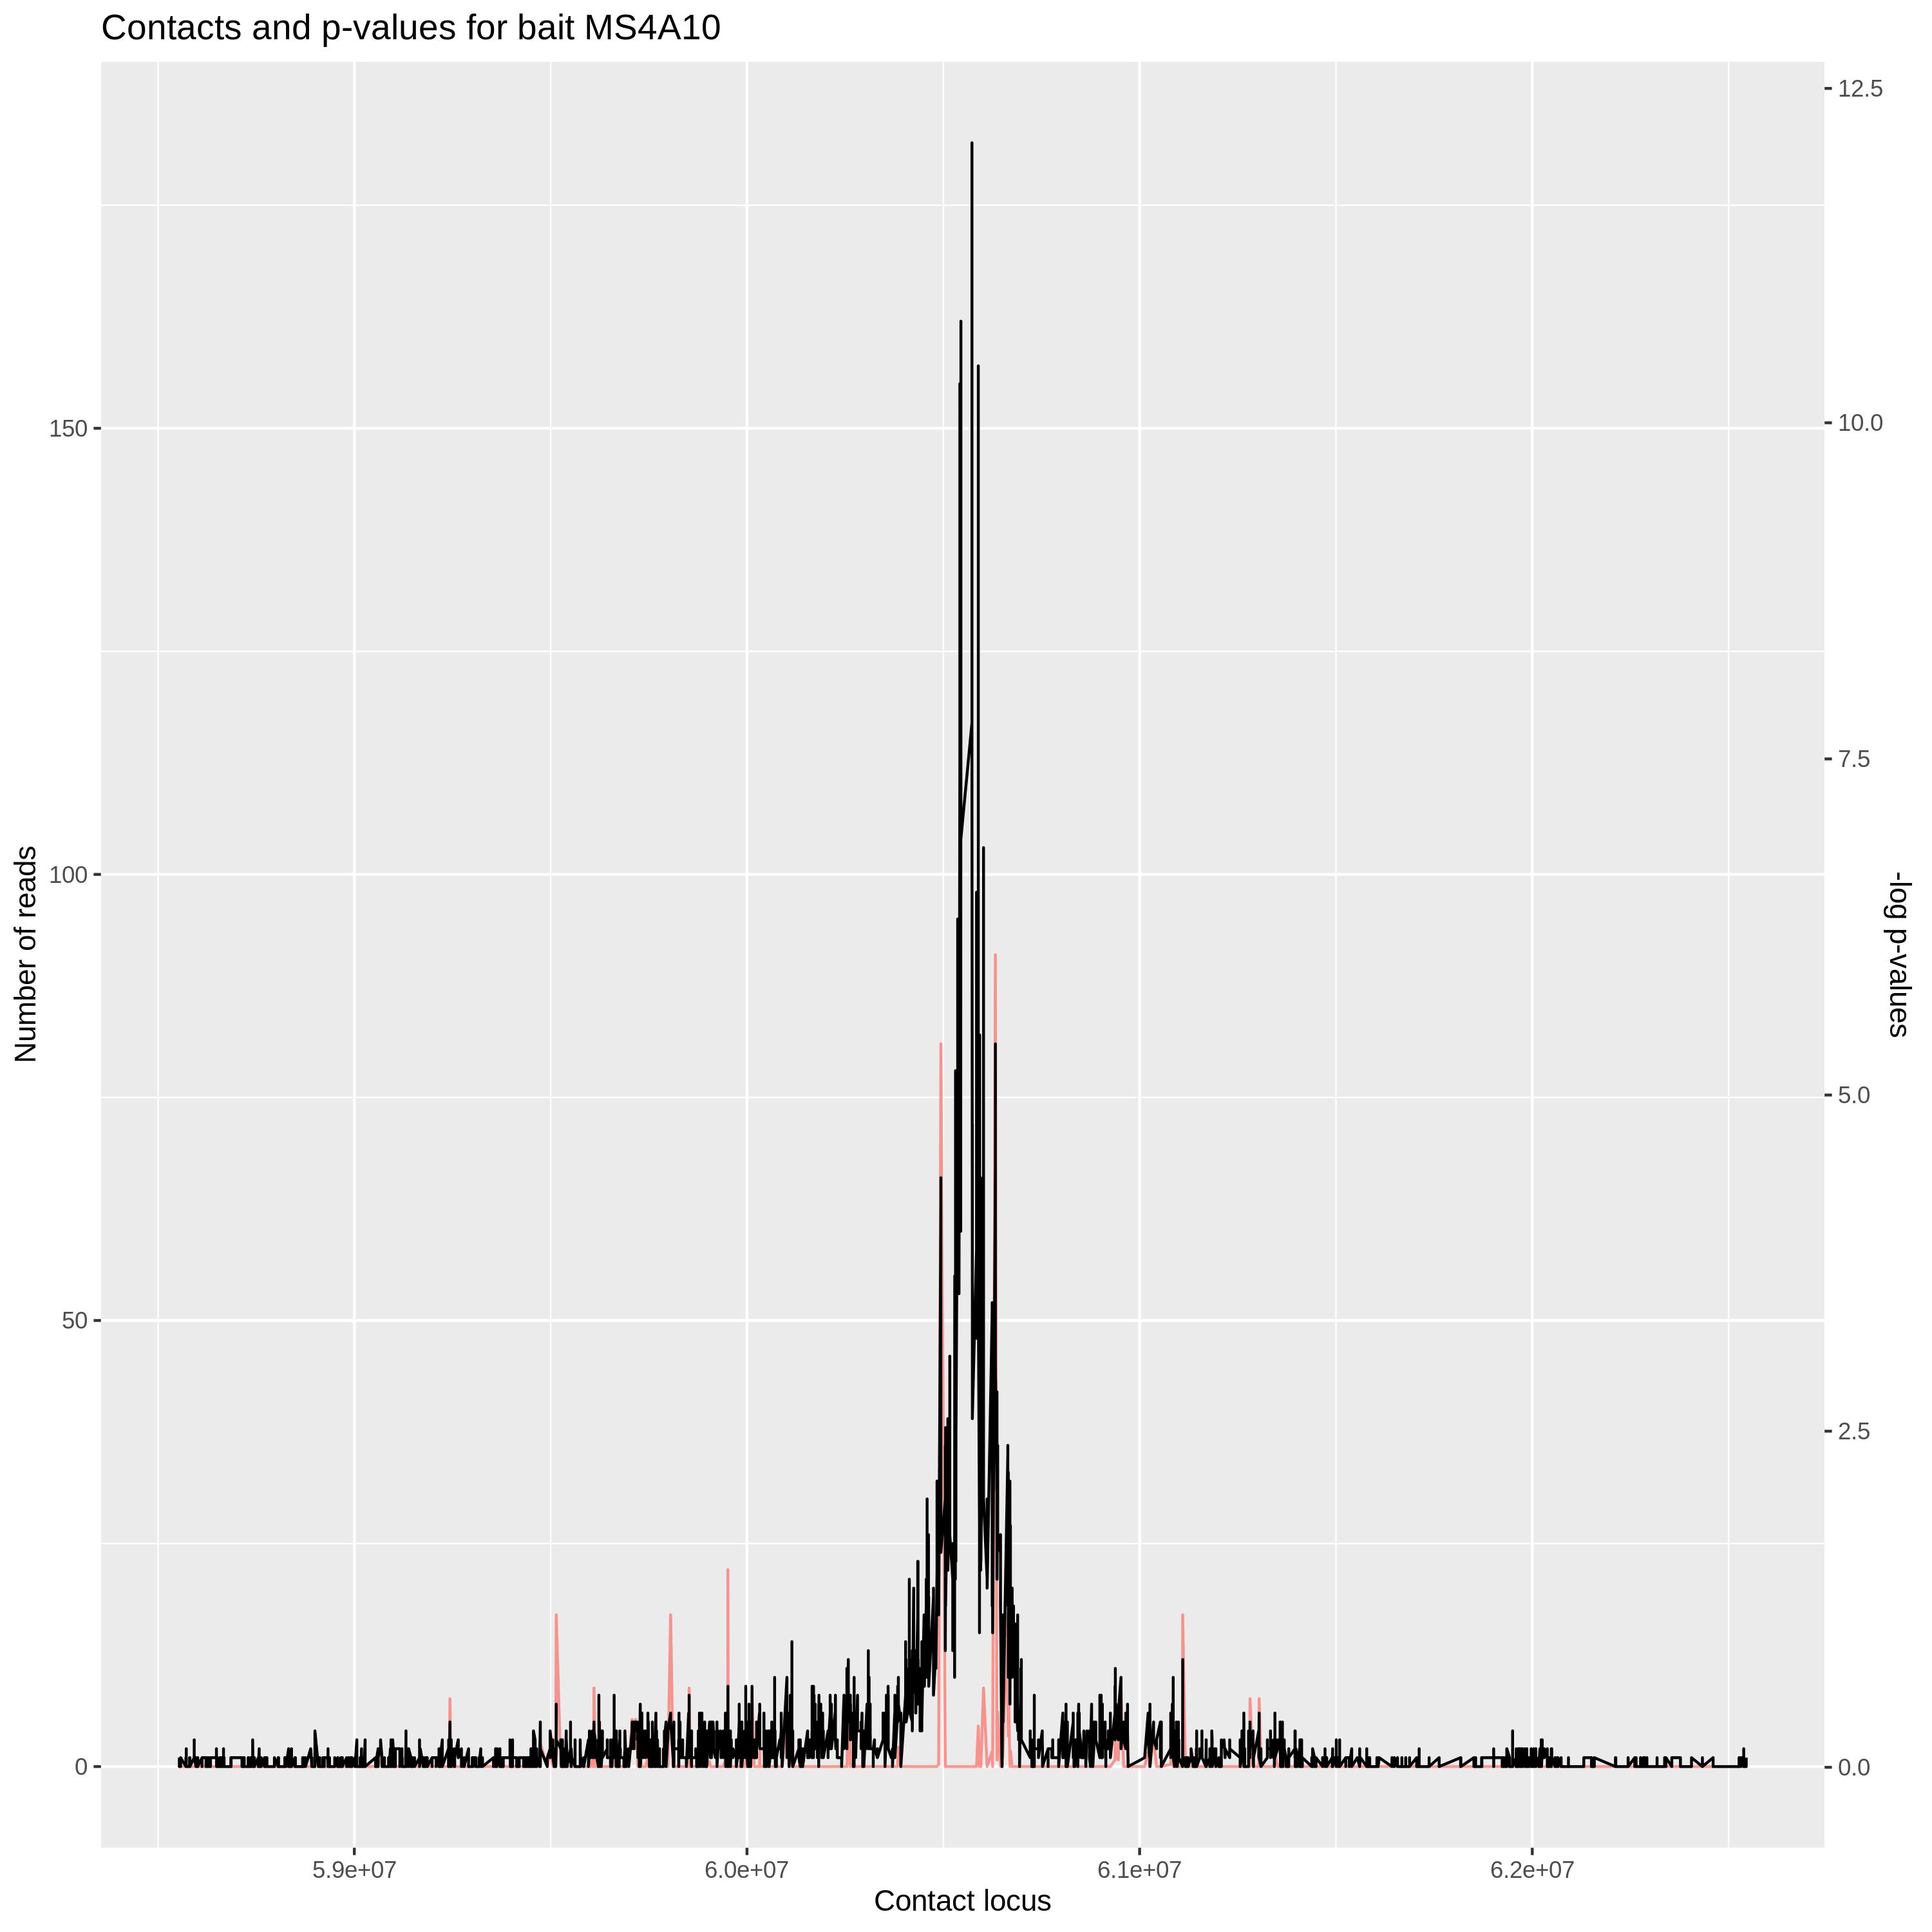 Contacts and p-values for bait MS4A10
12.5
150
10.0
7.5
100
Number of reads
-log p-values
5.0
50
2.5
0
0.0
5.9e+07
6.0e+07
6.1e+07
6.2e+07
Contact locus